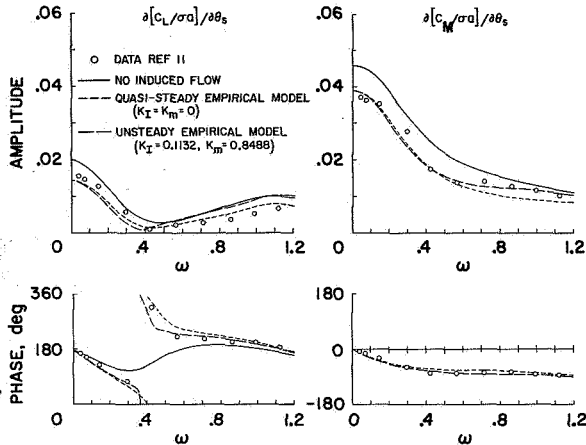 ∂[C_L/σa]/∂θ_s
∂[C_M/σa]/∂θ_s
.06
.04
.02
0
AMPLITUDE
○ DATA REF 11
— NO INDUCED FLOW
---- QUASI-STEADY EMPIRICAL MODEL
(K_I=K_m=0)
— - — UNSTEADY EMPIRICAL MODEL
(K_I=0.1132, K_m=0.8488)
0 .4 .8 1.2
ω
.06
.04
.02
0 .4 .8 1.2
ω
360
180
0
PHASE, deg
0 .4 .8 1.2
ω
180
0
-180
0 .4 .8 1.2
ω